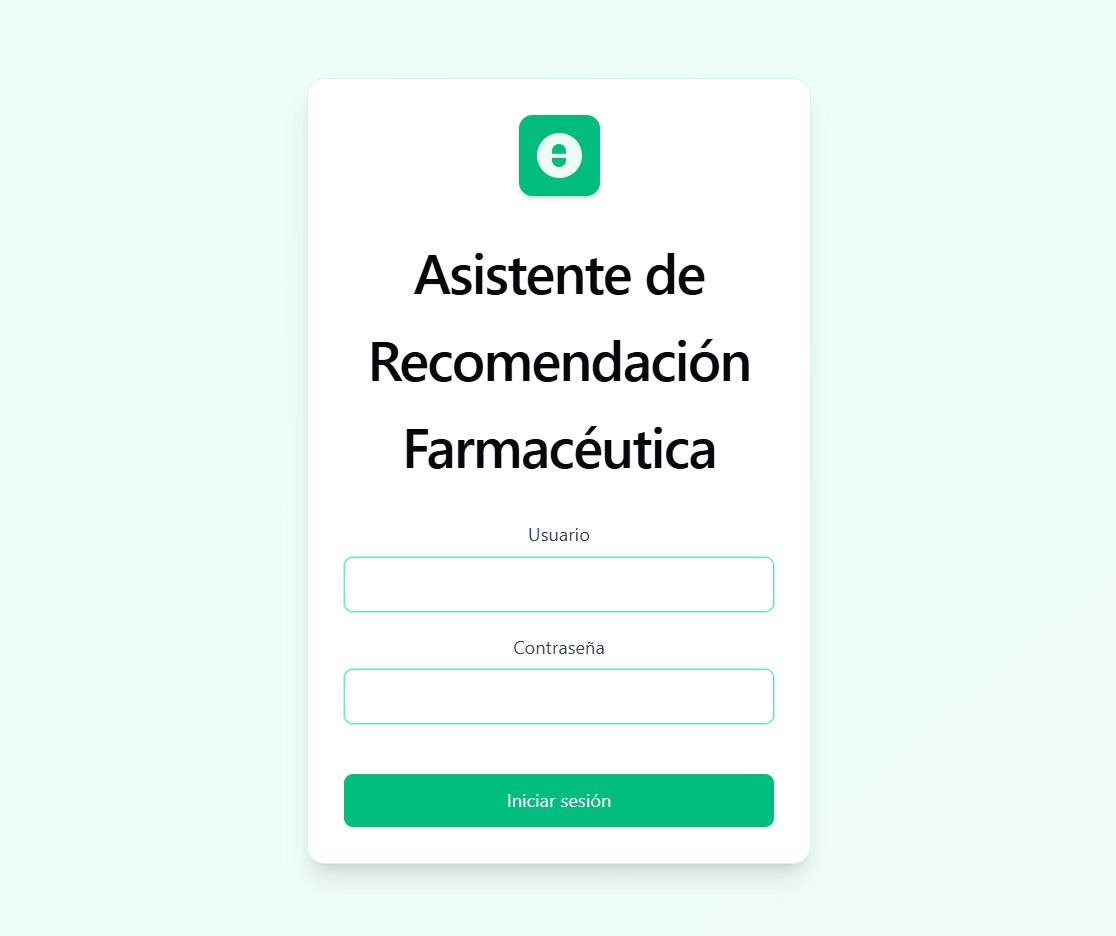 Asistente de
Recomendación
Farmacéutica
Usuario
Contraseña
Iniciar sesión